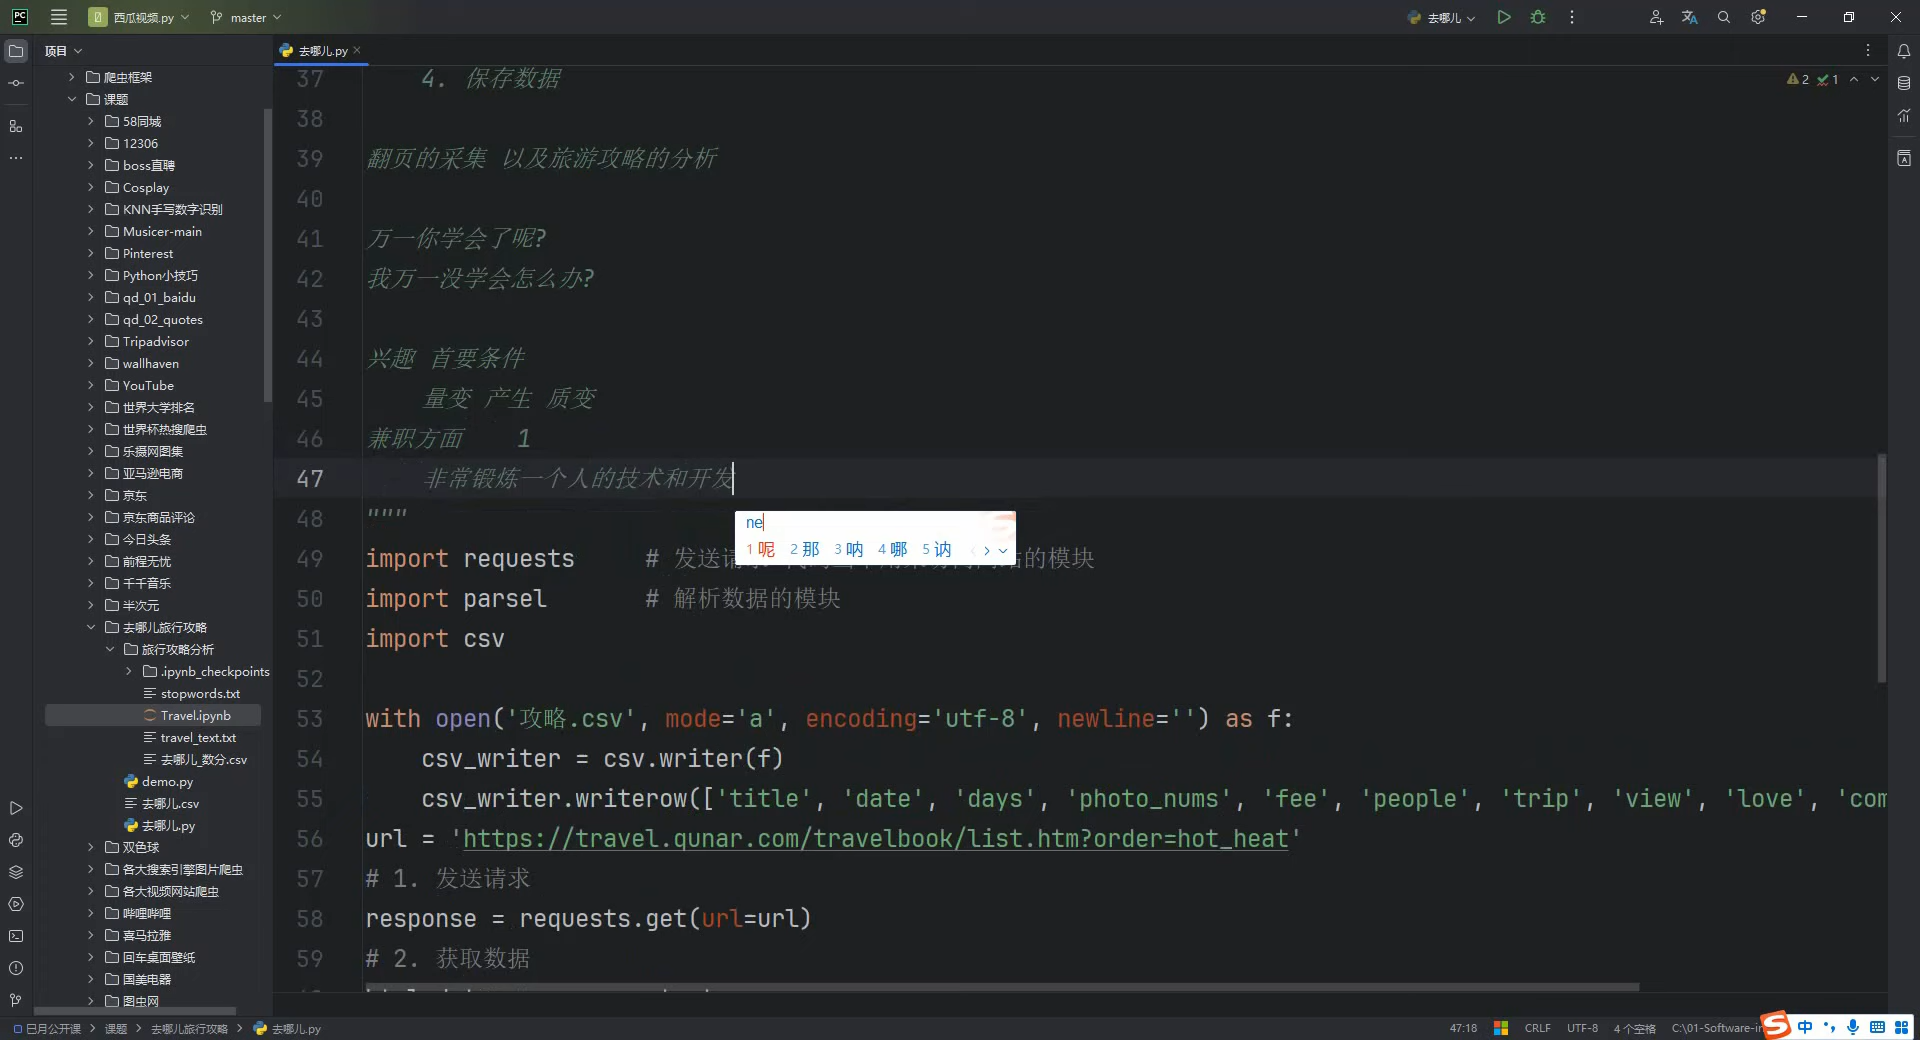 PC
西瓜视频.py
master
去哪儿
项目
去哪儿.py
爬虫框架
课题
58同城
12306
boss直聘
Cosplay
KNN手写数字识别
Musicer-main
Pinterest
Python小技巧
qd_01_baidu
qd_02_quotes
Tripadvisor
wallhaven
YouTube
世界大学排名
世界杯热搜爬虫
乐摄网图集
亚马逊电商
京东
京东商品评论
今日头条
前程无忧
千千音乐
半次元
去哪儿旅行攻略
旅行攻略分析
.ipynb_checkpoints
stopwords.txt
Travel.ipynb
travel_text.txt
去哪儿_数分.csv
demo.py
去哪儿.csv
去哪儿.py
双色球
各大搜索引擎图片爬虫
各大视频网站爬虫
哔哩哔哩
喜马拉雅
回车桌面壁纸
国美电器
图虫网
2 1
37 4. 保存数据
38
39 翻页的采集 以及旅游攻略的分析
40
41 万一你学会了呢?
42 我万一没学会怎么办?
43
44 兴趣 首要条件
45 量变 产生 质变
46 兼职方面 1
47 非常锻炼一个人的技术和开发
48 """
ne
1 呢 2 那 3 呐 4 哪 5 讷
49 import requests # 发送请 的模块
50 import parsel # 解析数据的模块
51 import csv
52
53 with open('攻略.csv', mode='a', encoding='utf-8', newline='') as f:
54 csv_writer = csv.writer(f)
55 csv_writer.writerow(['title', 'date', 'days', 'photo_nums', 'fee', 'people', 'trip', 'view', 'love', 'com
56 url = 'https://travel.qunar.com/travelbook/list.htm?order=hot_heat'
57 # 1. 发送请求
58 response = requests.get(url=url)
59 # 2. 获取数据
巳月公开课 课题 去哪儿旅行攻略 去哪儿.py
47:18 CRLF UTF-8 4 个空格 C:\01-Software-in
中